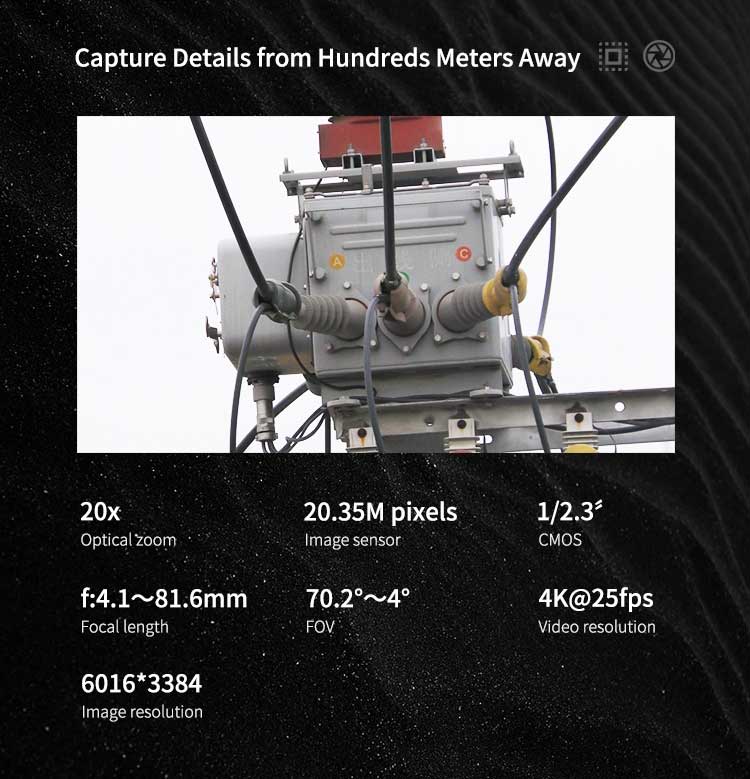 Capture Details from Hundreds Meters Away
A
C
20x
Optical zoom
20.35M pixels
Image sensor
1/2.3〞
CMOS
f:4.1～81.6mm
Focal length
70.2°～4°
FOV
4K@25fps
Video resolution
6016*3384
Image resolution